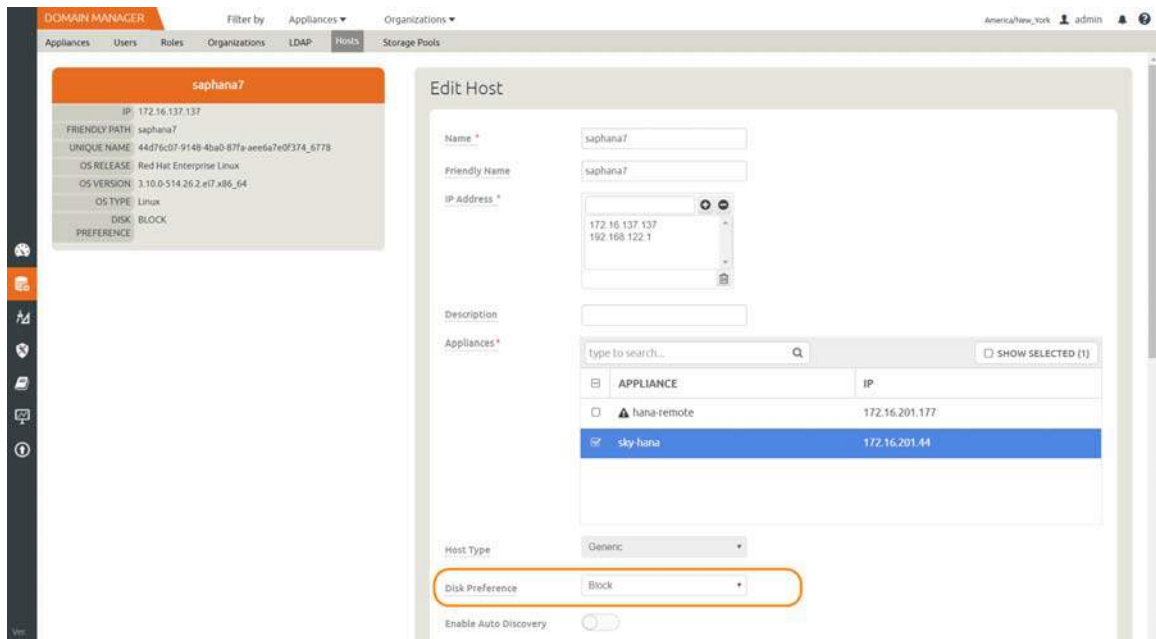 DOMAIN MANAGER Filter by Appliances ▾ Organizations ▾ America/New_York admin
Appliances Users Roles Organizations LDAP Hosts Storage Pools
saphana7
IP 172.16.137.137
FRIENDLY PATH saphana7
UNIQUE NAME 44d76c07-9148-4ba0-87fa-aee6a7e0f374_6778
OS RELEASE Red Hat Enterprise Linux
OS VERSION 3.10.0-514.26.2.el7.x86_64
OS TYPE Linux
DISK PREFERENCE BLOCK
Edit Host
Name * saphana7
Friendly Name saphana7
IP Address *
172.16.137.137
192.168.122.1
Description
Appliances *
type to search... SHOW SELECTED (1)
APPLIANCE IP
hana-remote 172.16.201.177
sky-hana 172.16.201.44
Host Type Generic
Disk Preference Block
Enable Auto Discovery
Ver.